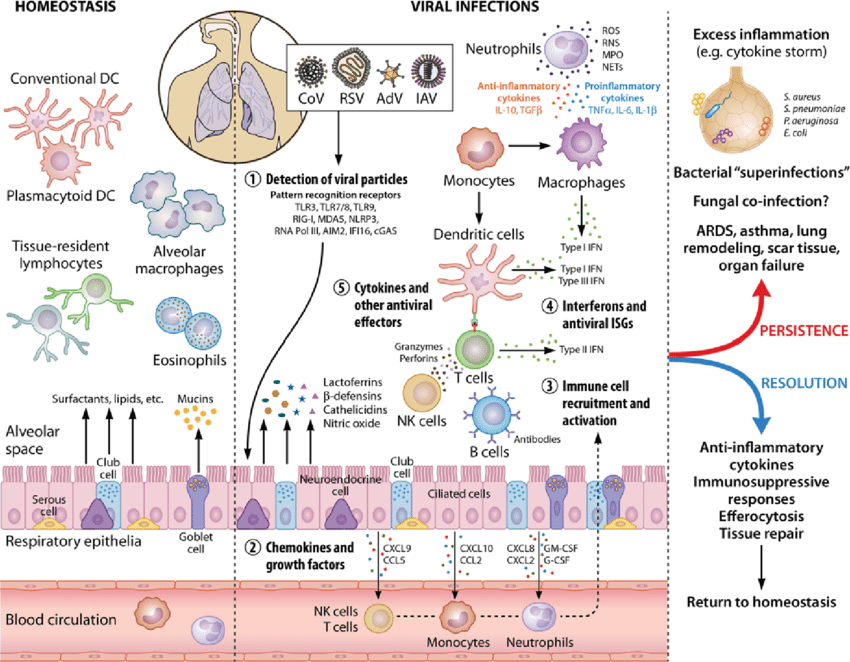 HOMEOSTASIS
Conventional DC
Plasmacytoid DC
Alveolar
macrophages
Tissue-resident
lymphocytes
Eosinophils
Surfactants, lipids, etc.
Mucins
Alveolar
space
Club
cell
Serous
cell
Goblet
cell
Respiratory epithelia
Blood circulation
VIRAL INFECTIONS
CoV
RSV
AdV
IAV
Neutrophils
ROS
RNS
MPO
NETs
Anti-inflammatory
cytokines
IL-10, TGFβ
Proinflammatory
cytokines
TNFα, IL-6, IL-1β
Monocytes
Macrophages
1 Detection of viral particles
Pattern recognition receptors
TLR3, TLR7/8, TLR9,
RIG-I, MDA5, NLRP3,
RNA Pol III, AIM2, IFI16, cGAS
Dendritic cells
Type I IFN
Type I IFN
Type III IFN
5 Cytokines and
other antiviral
effectors
4 Interferons and
antiviral ISGs
Granzymes
Perforins
T cells
Type II IFN
NK cells
3 Immune cell
recruitment and
activation
B cells
Antibodies
Lactoferrins
β-defensins
Cathelicidins
Nitric oxide
Neuroendocrine
cell
Club
cell
Ciliated cells
2 Chemokines and
growth factors
CXCL9
CCL5
CXCL10
CCL2
CXCL8
CXCL2
GM-CSF
G-CSF
NK cells
T cells
Monocytes
Neutrophils
Excess inflammation
(e.g. cytokine storm)
S. aureus
S. pneumoniae
P. aeruginosa
E. coli
Bacterial “superinfections”
Fungal co-infection?
ARDS, asthma, lung
remodeling, scar tissue,
organ failure
PERSISTENCE
RESOLUTION
Anti-inflammatory
cytokines
Immunosuppressive
responses
Efferocytosis
Tissue repair
Return to homeostasis